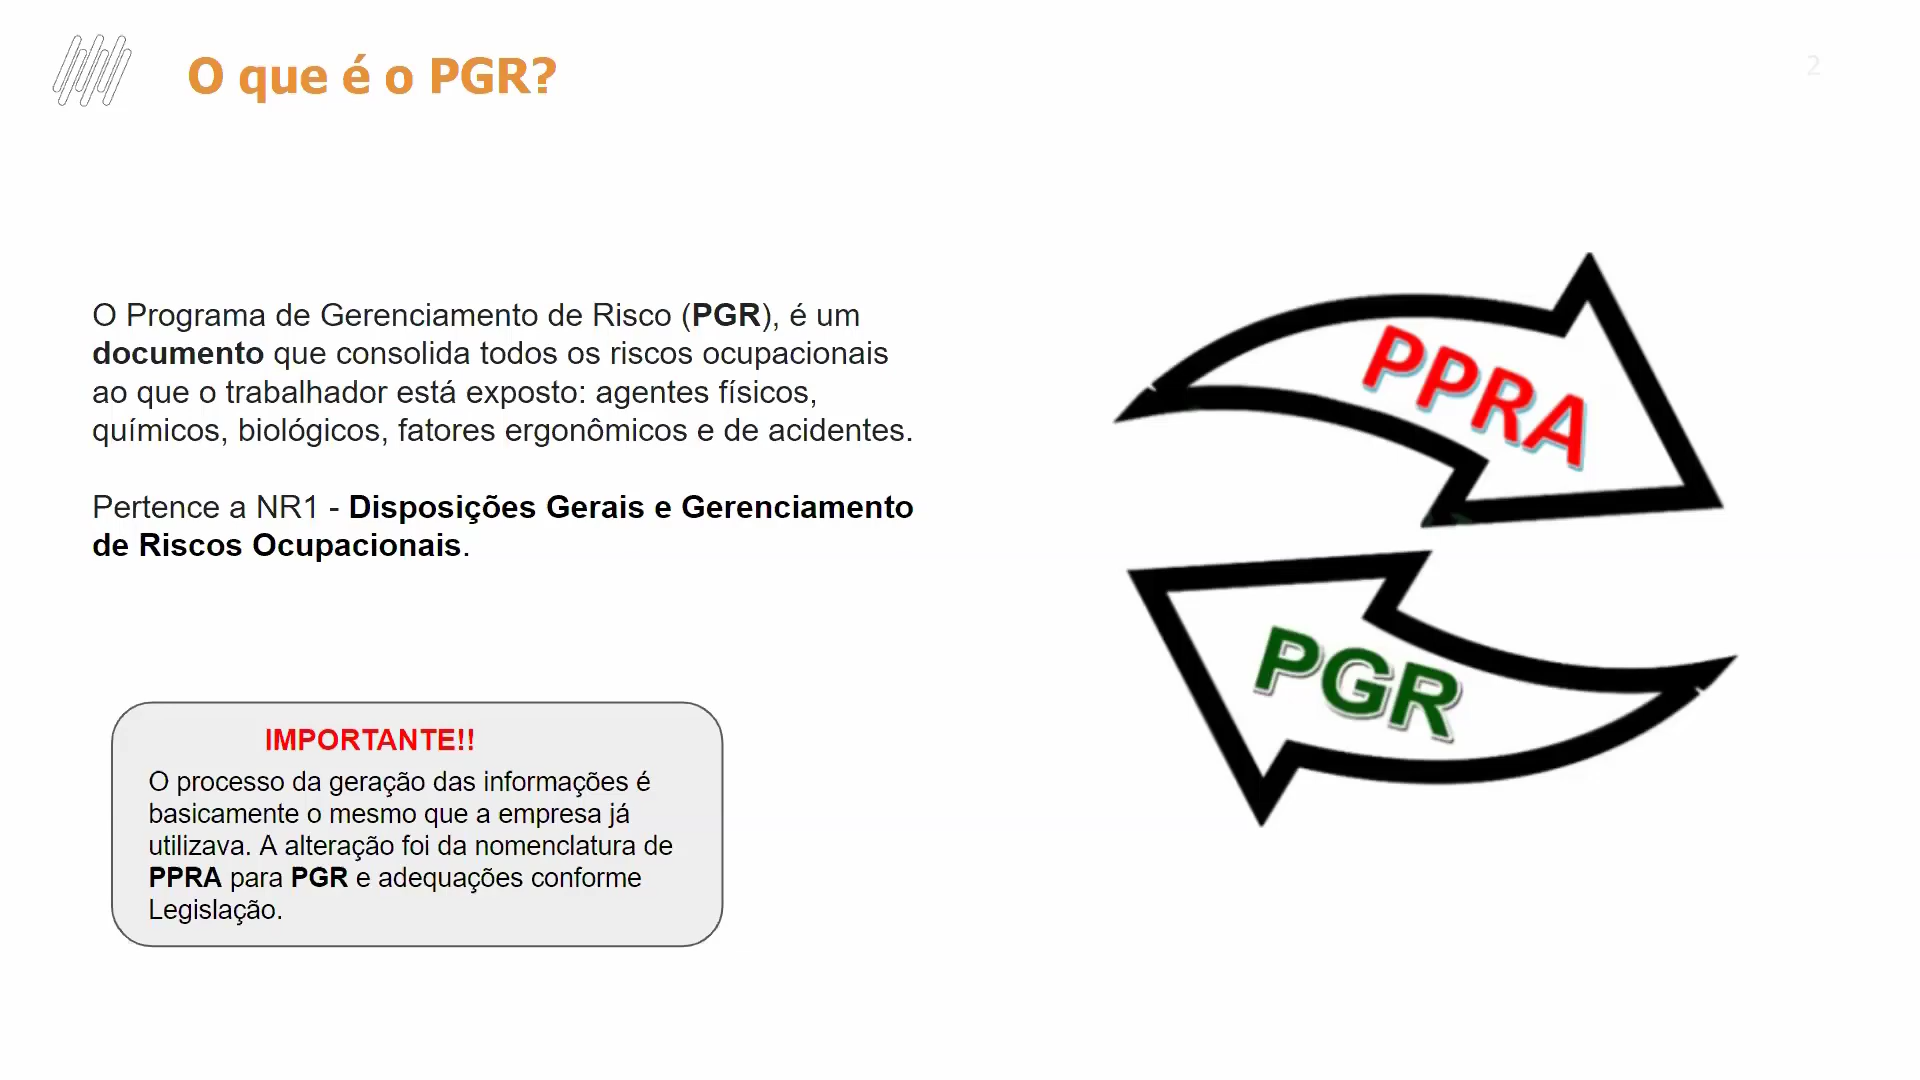 O que é o PGR?
2
O Programa de Gerenciamento de Risco (PGR), é um
documento que consolida todos os riscos ocupacionais
ao que o trabalhador está exposto: agentes físicos,
químicos, biológicos, fatores ergonômicos e de acidentes.
Pertence a NR1 - Disposições Gerais e Gerenciamento
de Riscos Ocupacionais.
IMPORTANTE!!
O processo da geração das informações é
basicamente o mesmo que a empresa já
utilizava. A alteração foi da nomenclatura de
PPRA para PGR e adequações conforme
Legislação.
PPRA
PGR